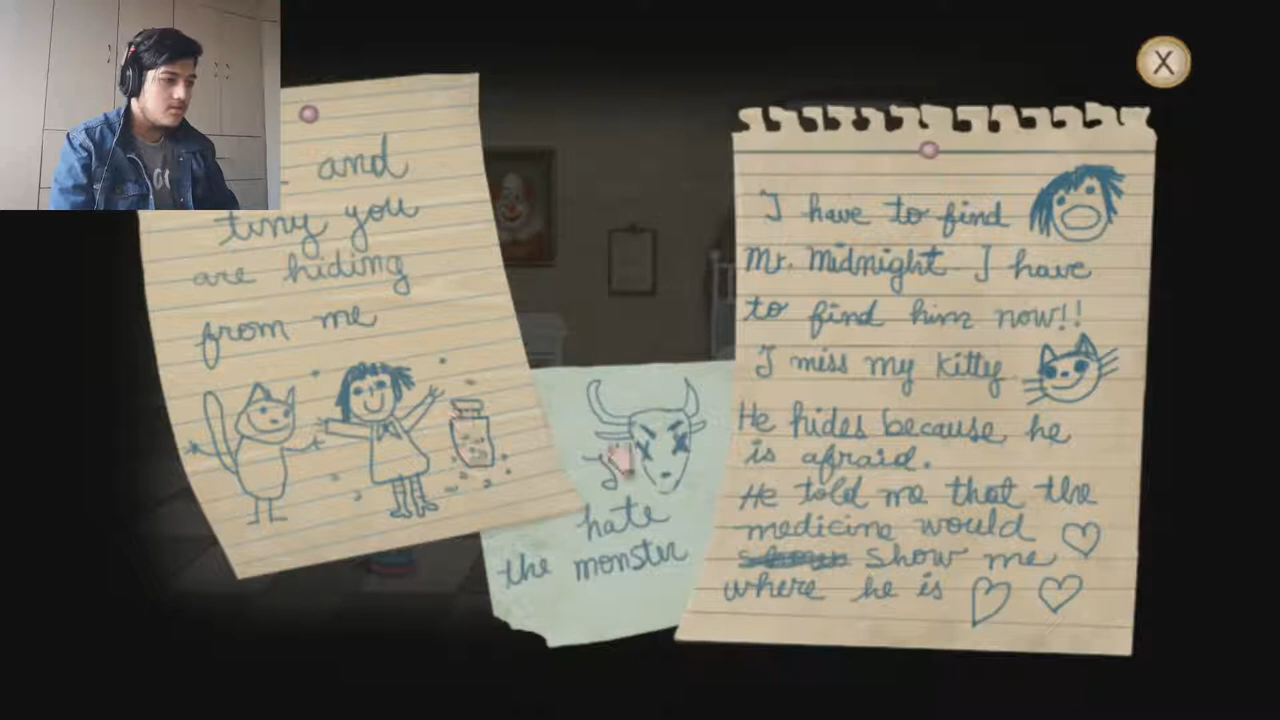 and
tiny you
are hiding
from me
I
hate
the monster
I have to find
Mr. Midnight I have
to find him now!!
I miss my Kitty
He hides because he
is afraid.
He told me that the
medicine would
show me
where he is
X